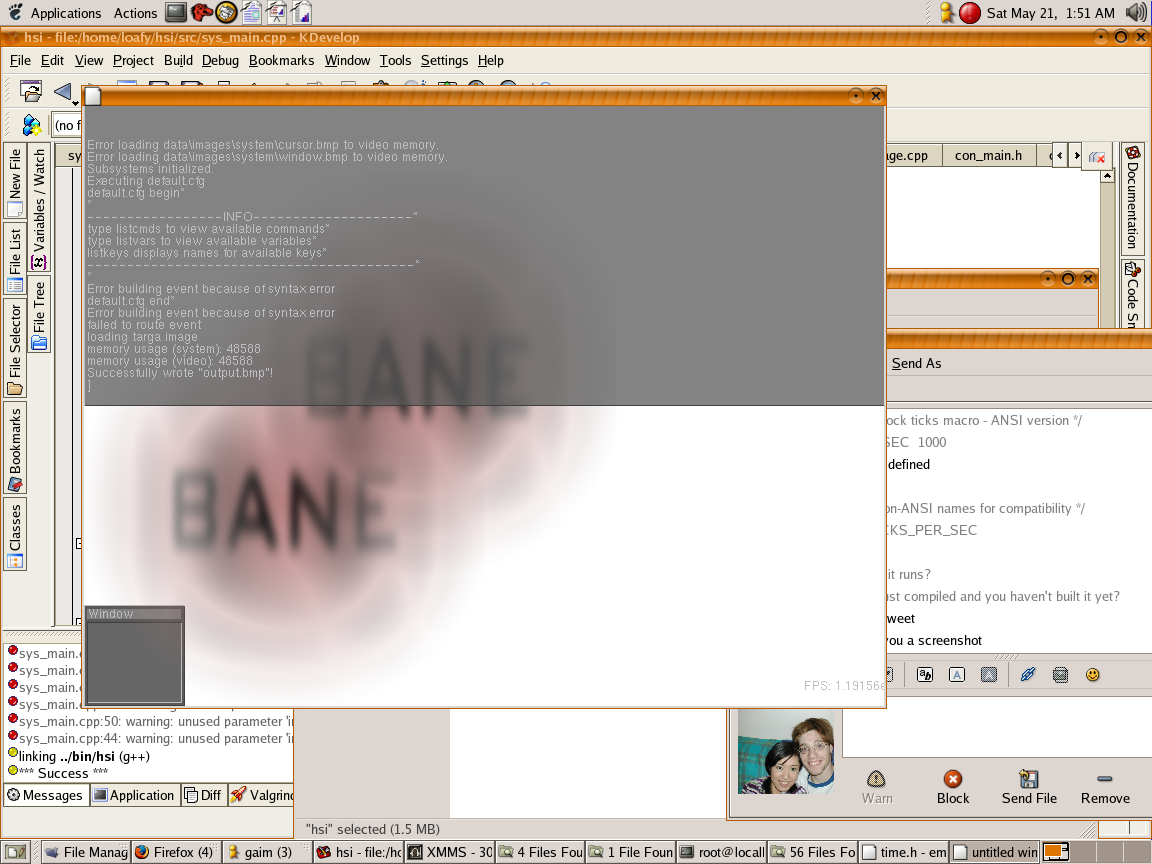 Applications Actions Sat May 21, 1:51 AM
hsi - file:/home/loafy/hsi/src/sys_main.cpp - KDevelop
File Edit View Project Build Debug Bookmarks Window Tools Settings Help
(no f
sy
age.cpp
con_main.h
New File
File List
File Selector
Bookmarks
Classes
Variables / Watch
File Tree
Documentation
Code Sn
Error loading data\images\system\cursor.bmp to video memory.
Error loading data\images\system\window.bmp to video memory.
Subsystems initialized.
Executing default.cfg
default.cfg begin*
*
-----------------INFO--------------------*
type listcmds to view available commands*
type listvars to view available variables*
listkeys displays names for available keys*
-----------------------------------------*
*
Error building event because of syntax error
default.cfg end*
Error building event because of syntax error
failed to route event
loading targa image
memory usage (system): 48588
memory usage (video): 48588
Successfully wrote "output.bmp"!
]
BANE
BANE
Window
FPS: 1.19156e
Send As
ock ticks macro - ANSI version */
SEC 1000
defined
on-ANSI names for compatibility */
CKS_PER_SEC
it runs?
ust compiled and you haven't built it yet?
weet
you a screenshot
Warn Block Send File Remove
sys_main.c
sys_main.c
sys_main.c
sys_main.c
sys_main.cpp:50: warning: unused parameter 'i
sys_main.cpp:44: warning: unused parameter 'i
linking ../bin/hsi (g++)
*** Success ***
Messages Application Diff Valgrind
"hsi" selected (1.5 MB)
File Manag Firefox (4) gaim (3) hsi - file:/ho XMMS - 30 4 Files Fou 1 File Foun root@locall 56 Files Fo time.h - em untitled win